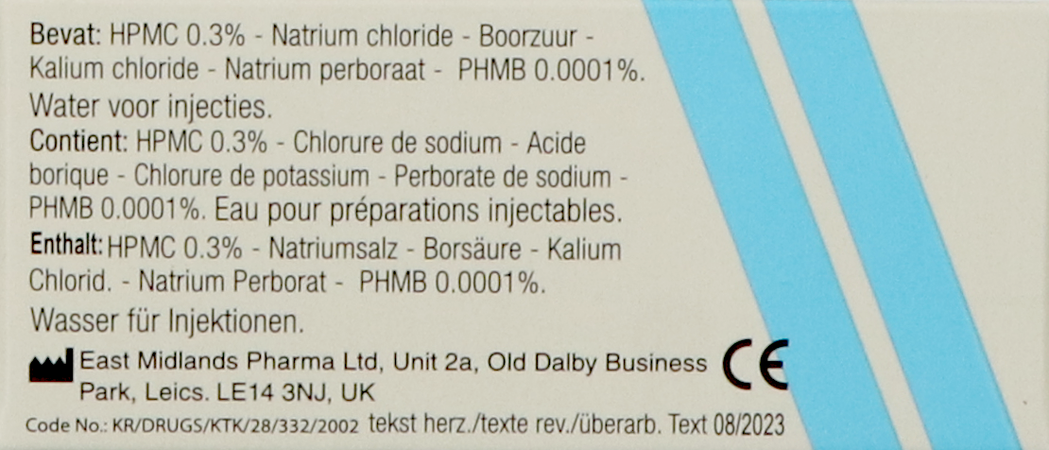 Bevat: HPMC 0.3% - Natrium chloride - Boorzuur -
Kalium chloride - Natrium perboraat - PHMB 0.0001%.
Water voor injecties.
Contient: HPMC 0.3% - Chlorure de sodium - Acide
borique - Chlorure de potassium - Perborate de sodium -
PHMB 0.0001%. Eau pour préparations injectables.
Enthalt: HPMC 0.3% - Natriumsalz - Borsäure - Kalium
Chlorid. - Natrium Perborat - PHMB 0.0001%.
Wasser für Injektionen.
East Midlands Pharma Ltd, Unit 2a, Old Dalby Business
Park, Leics. LE14 3NJ, UK
CE
Code No.: KR/DRUGS/KTK/28/332/2002 tekst herz./texte rev./überarb. Text 08/2023